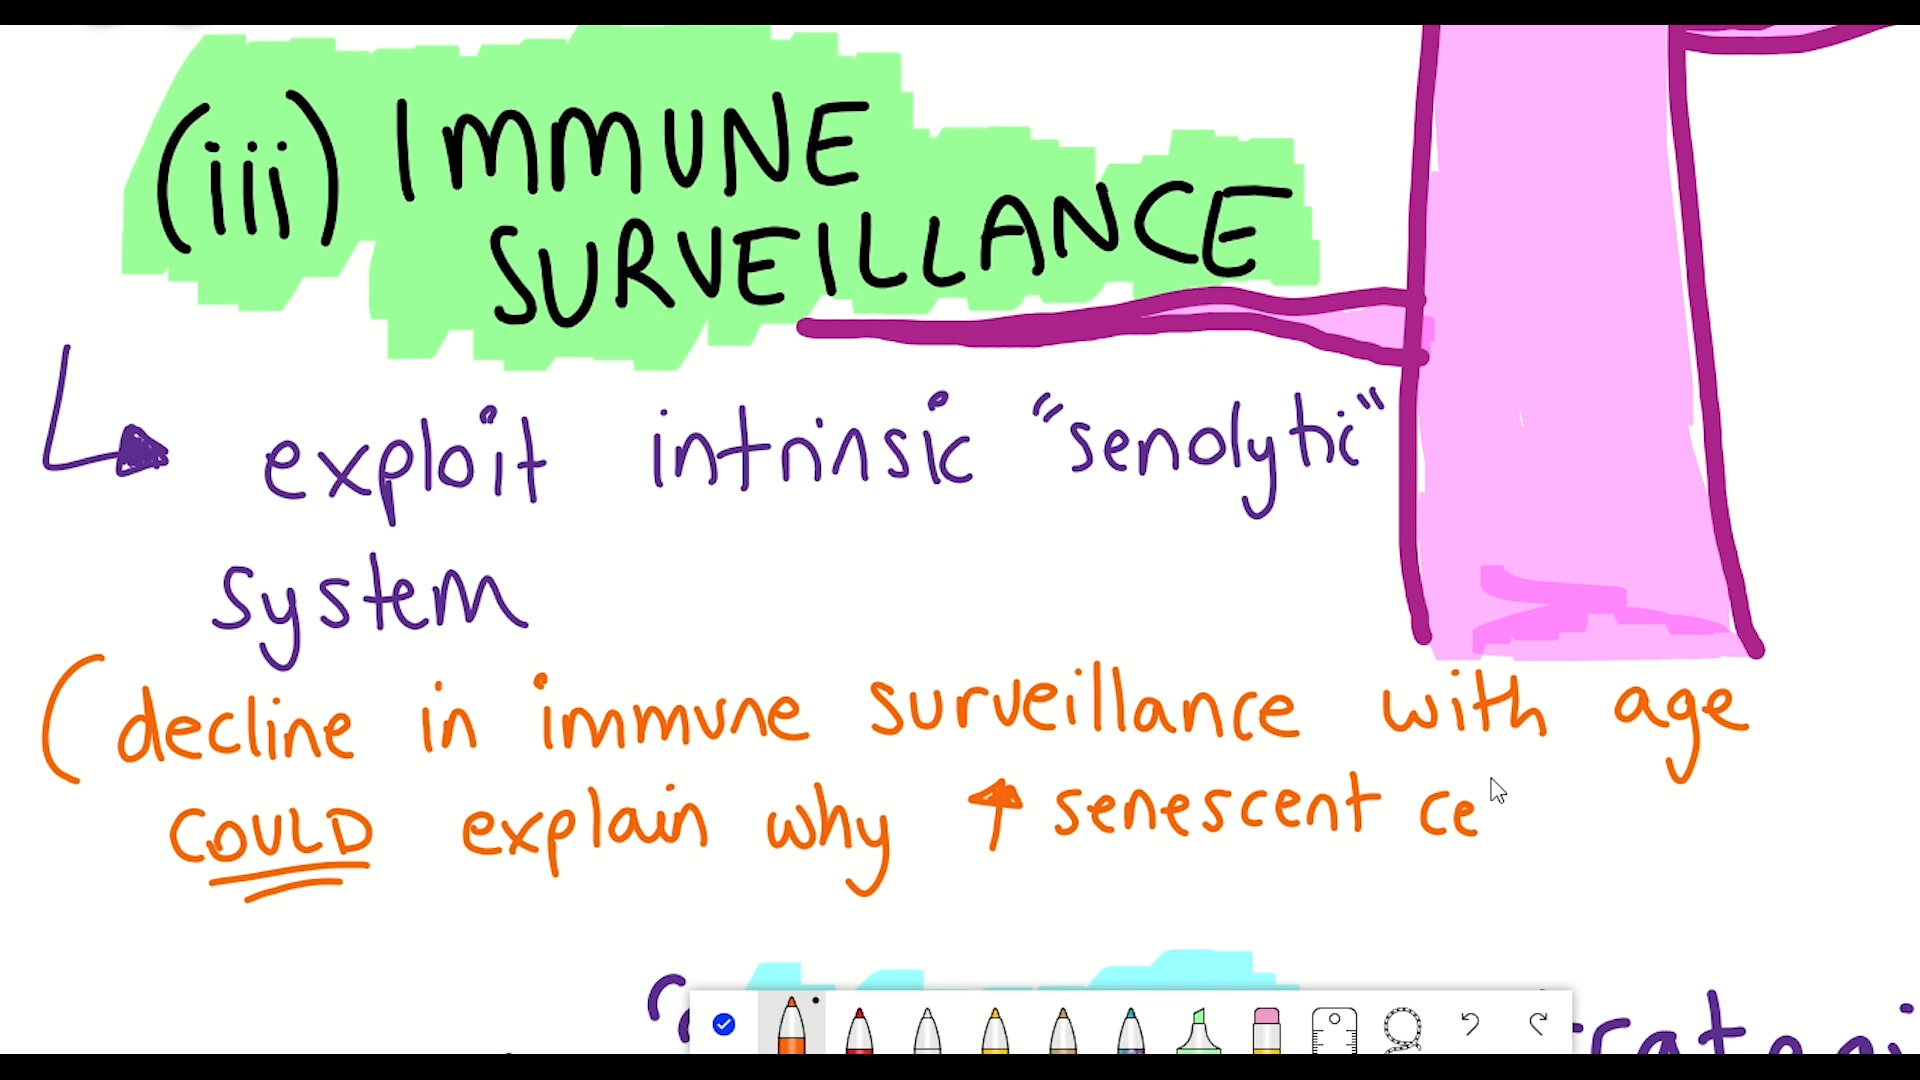 (iii) IMMUNE
SURVEILLANCE
exploit intrinsic "senolytic"
system
(decline in immune surveillance with age
COULD explain why ↑ senescent ce